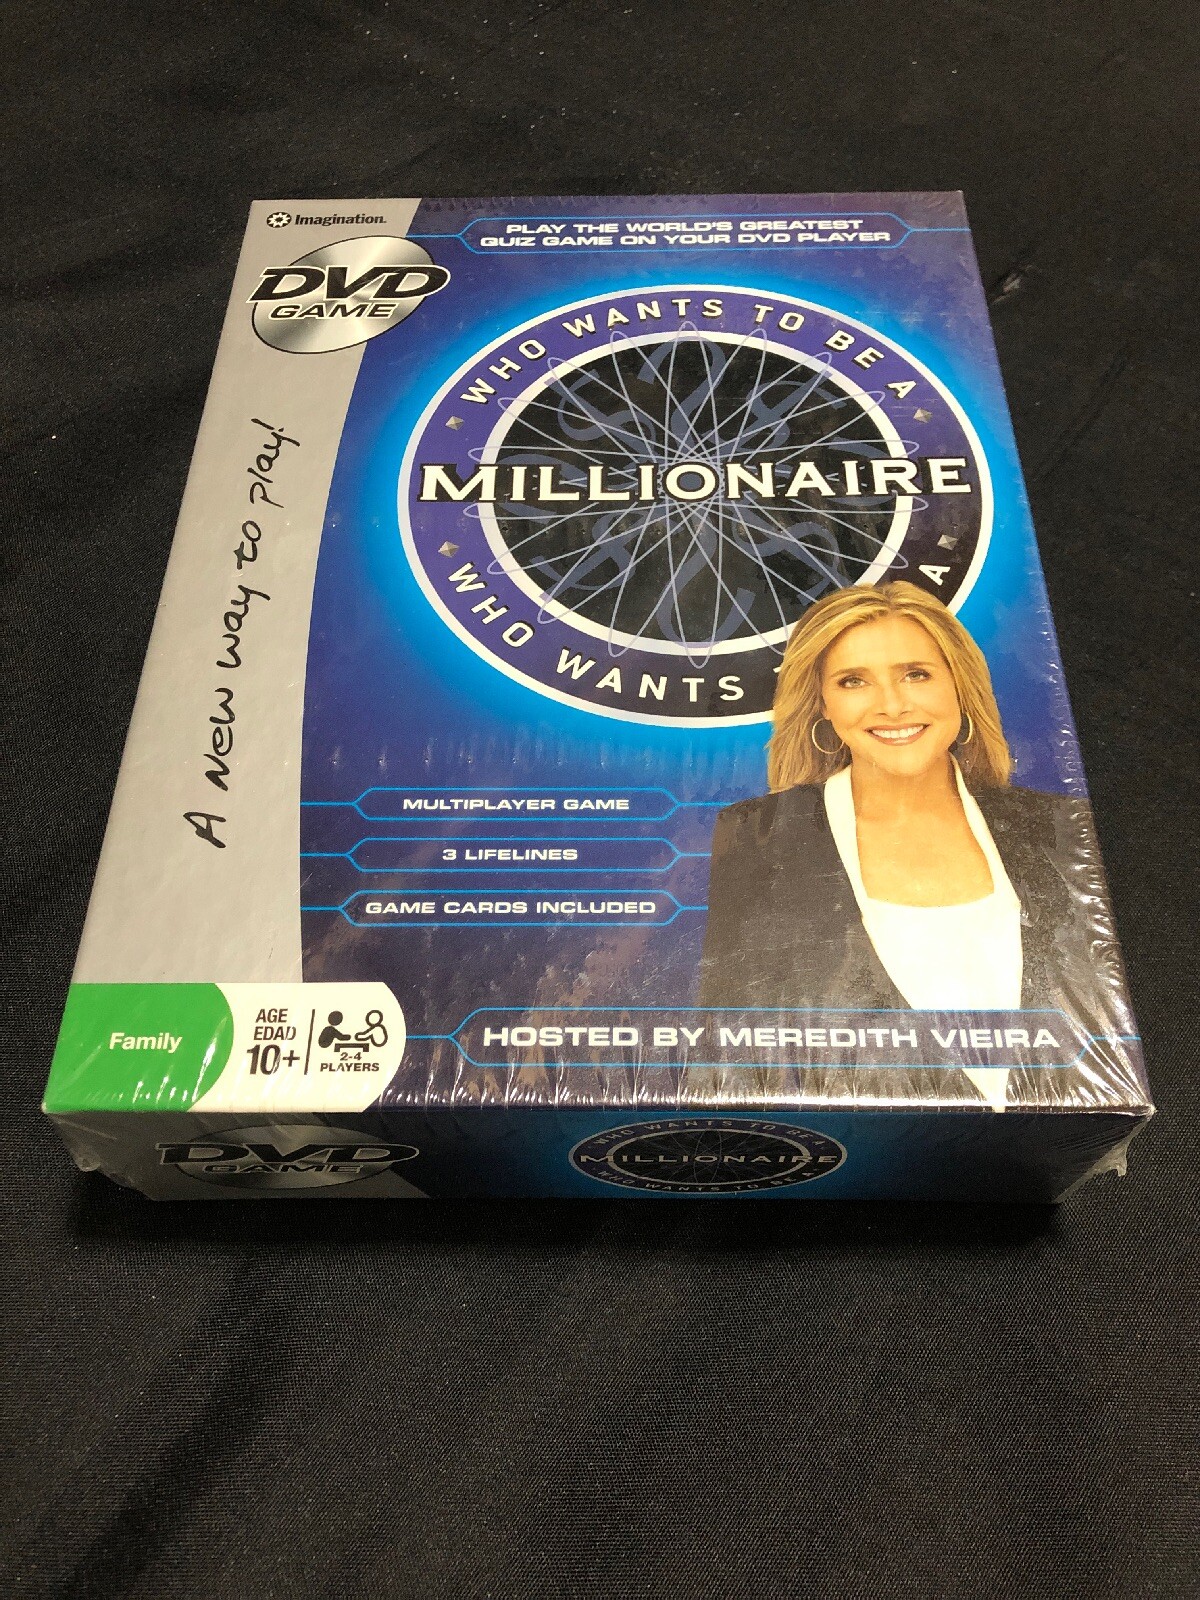 Imagination.
DVD
GAME
PLAY THE WORLD'S GREATEST
QUIZ GAME ON YOUR DVD PLAYER
WHO WANTS TO BE A
MILLIONAIRE
WHO WANTS
A
A New way to play!
MULTIPLAYER GAME
3 LIFELINES
GAME CARDS INCLUDED
HOSTED BY MEREDITH VIEIRA
Family
AGE
EDAD
10+
2-4
PLAYERS
DVD
GAME
WHO WANTS TO BE A
MILLIONAIRE
WHO WANTS TO BE A